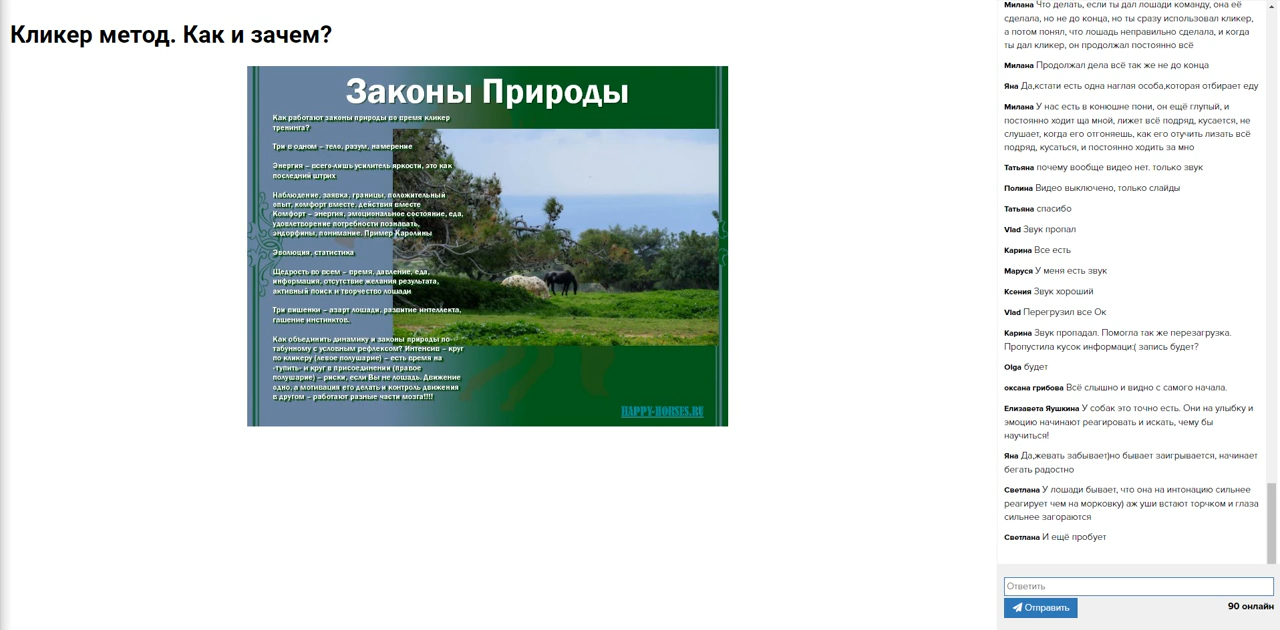 Кликер метод. Как и зачем?
Законы Природы
Как работают законы природы во время кликер
тренинга?
Три в одном – тело, разум, намерение
Энергия – всего-лишь усилитель яркости, это как
последний штрих
Наблюдение, заявка, границы, положительный
опыт, комфорт вместе, действия вместе
Комфорт – энергия, эмоциональное состояние, еда,
удовлетворение потребности познавать,
эндорфины, понимание. Пример Каролины
Эволюция, статистика
Щедрость во всем – время, давление, еда,
информация, отсутствие желания результата,
активный поиск и творчество лошади
Три вишенки – азарт лошади, развитие интеллекта,
гашение инстинктов.
Как объединить динамику и законы природы по-
табунному с условным рефлексом? Интенсив – круг
по кликеру (левое полушарие) – есть время на
«тупить» и круг в присоединении (правое
полушарие) – риски, если Вы не лошадь. Движение
одно, а мотивация его делать и контроль движения
в другом – работают разные части мозга!!!!
HAPPY-HORSES.RU
Милана Что делать, если ты дал лошади команду, она её
сделала, но не до конца, но ты сразу использовал кликер,
а потом понял, что лошадь неправильно сделала, и когда
ты дал кликер, он продолжал постоянно всё
Милана Продолжал дела всё так же не до конца
Яна Да,кстати есть одна наглая особа,которая отбирает еду
Милана У нас есть в конюшне пони, он ещё глупый, и
постоянно ходит ща мной, лижет всё подряд, кусается, не
слушает, когда его отгоняешь, как его отучить лизать всё
подряд, кусаться, и постоянно ходить за мно
Татьяна почему вообще видео нет. только звук
Полина Видео выключено, только слайды
Татьяна спасибо
Vlad Звук пропал
Карина Все есть
Маруся У меня есть звук
Ксения Звук хороший
Vlad Перегрузил все Ок
Карина Звук пропадал. Помогла так же перезагрузка.
Пропустила кусок информаци:( запись будет?
Olga будет
оксана грибова Всё слышно и видно с самого начала.
Елизавета Яушкина У собак это точно есть. Они на улыбку и
эмоцию начинают реагировать и искать, чему бы
научиться!
Яна Да,жевать забывает)но бывает заигрывается, начинает
бегать радостно
Светлана У лошади бывает, что она на интонацию сильнее
реагирует чем на морковку) аж уши встают торчком и глаза
сильнее загораются
Светлана И ещё пробует
Ответить
Отправить
90 онлайн